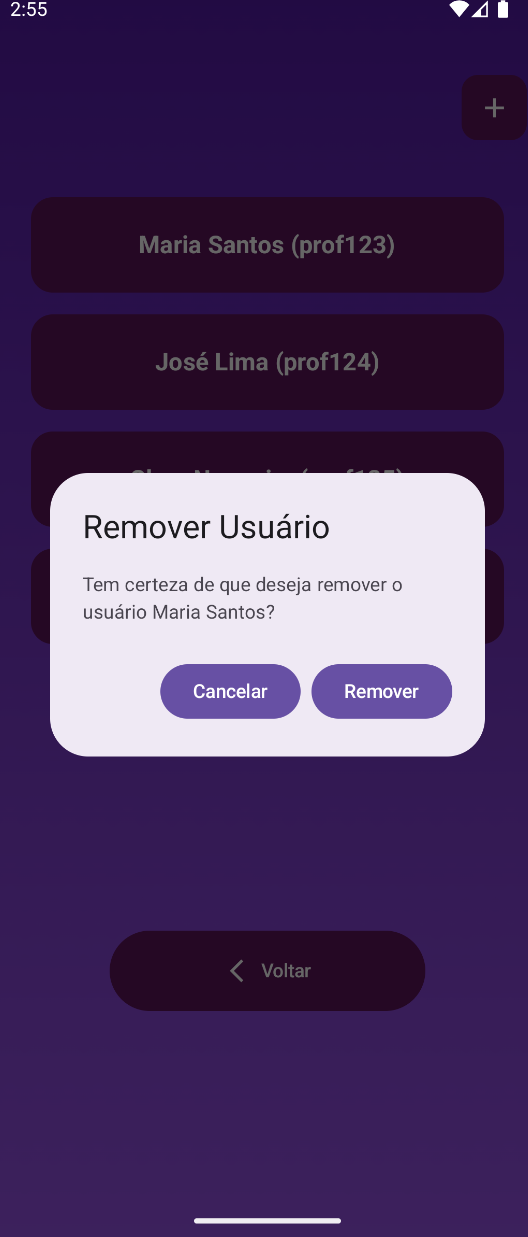 2:55
+
Maria Santos (prof123)
José Lima (prof124)
Remover Usuário
Tem certeza de que deseja remover o
usuário Maria Santos?
Cancelar
Remover
Voltar